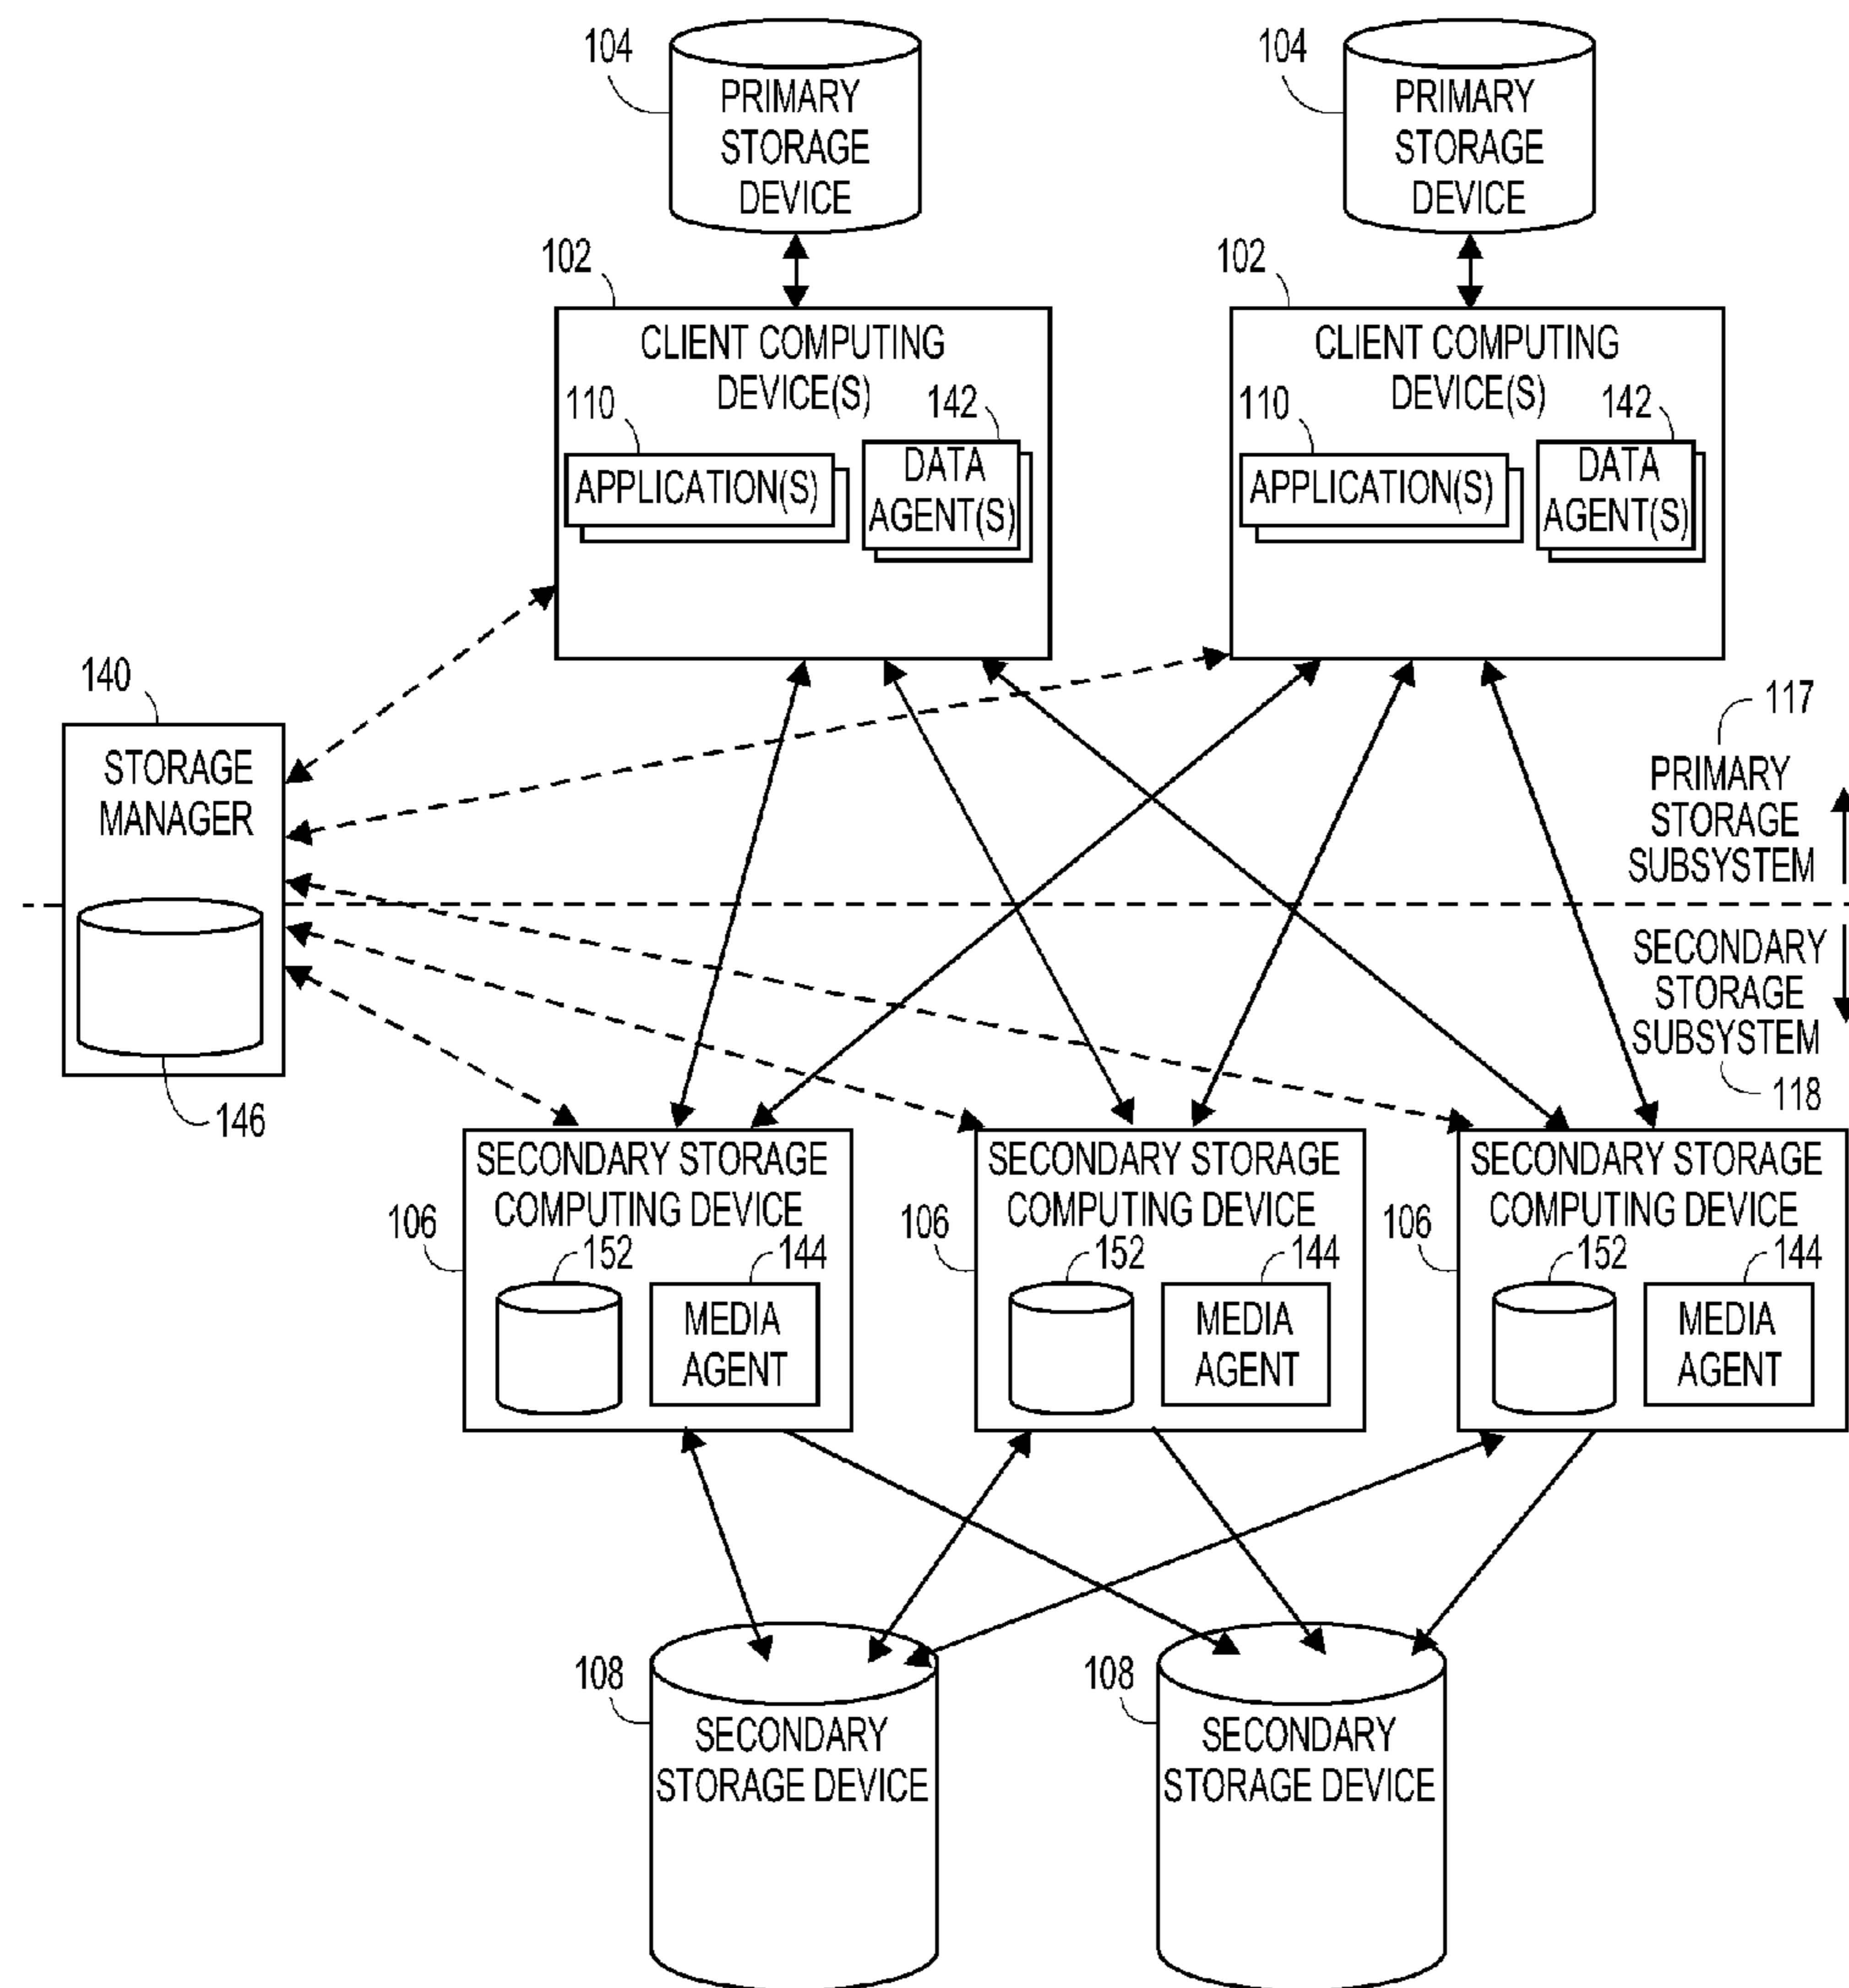 104
PRIMARY
STORAGE
DEVICE
104
PRIMARY
STORAGE
DEVICE
102
CLIENT COMPUTING
DEVICE(S)
110
APPLICATION(S)
142
DATA
AGENT(S)
102
CLIENT COMPUTING
DEVICE(S)
110
APPLICATION(S)
142
DATA
AGENT(S)
140
STORAGE
MANAGER
146
117
PRIMARY
STORAGE
SUBSYSTEM
SECONDARY
STORAGE
SUBSYSTEM
118
106
SECONDARY STORAGE
COMPUTING DEVICE
152
144
MEDIA
AGENT
106
SECONDARY STORAGE
COMPUTING DEVICE
152
144
MEDIA
AGENT
106
SECONDARY STORAGE
COMPUTING DEVICE
152
144
MEDIA
AGENT
108
SECONDARY
STORAGE DEVICE
108
SECONDARY
STORAGE DEVICE